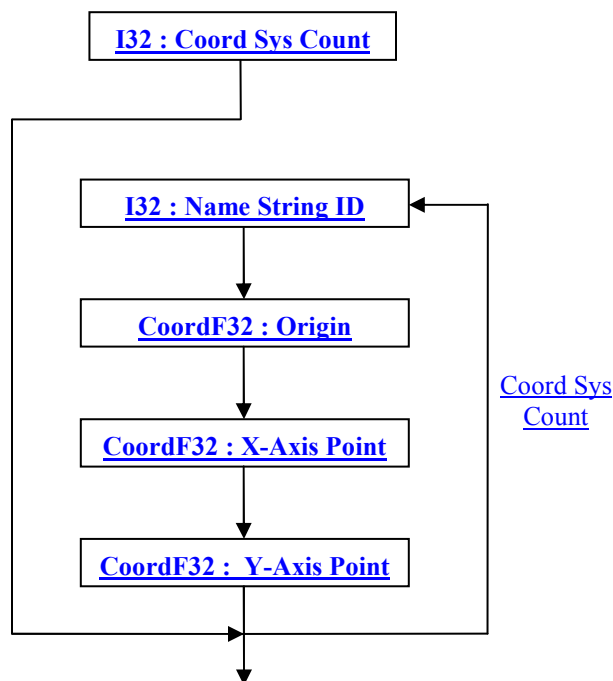 I32 : Coord Sys Count
I32 : Name String ID
CoordF32 : Origin
CoordF32 : X-Axis Point
CoordF32 :  Y-Axis Point
Coord Sys
Count